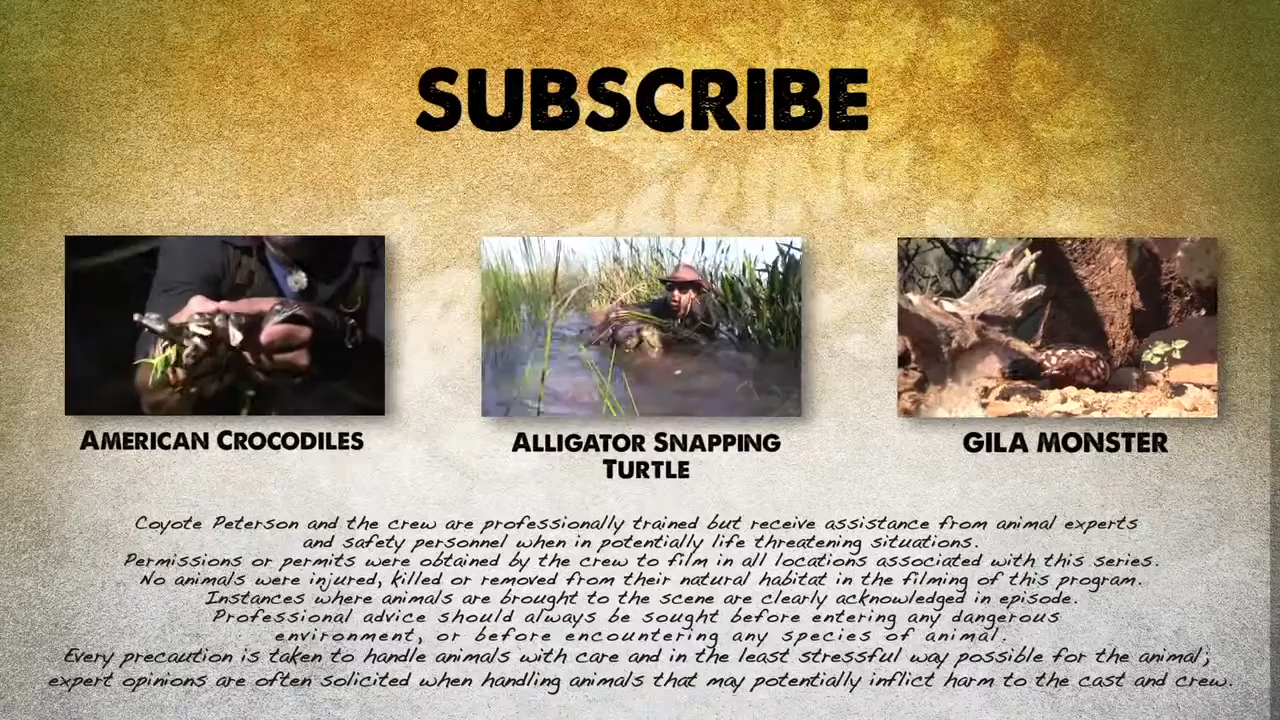 SUBSCRIBE
AMERICAN CROCODILES
ALLIGATOR SNAPPING
TURTLE
GILA MONSTER
Coyote Peterson and the crew are professionally trained but receive assistance from animal experts
and safety personnel when in potentially life threatening situations.
Permissions or permits were obtained by the crew to film in all locations associated with this series.
No animals were injured, killed or removed from their natural habitat in the filming of this program.
Instances where animals are brought to the scene are clearly acknowledged in episode.
Professional advice should always be sought before entering any dangerous
environment, or before encountering any species of animal.
Every precaution is taken to handle animals with care and in the least stressful way possible for the animal;
expert opinions are often solicited when handling animals that may potentially inflict harm to the cast and crew.